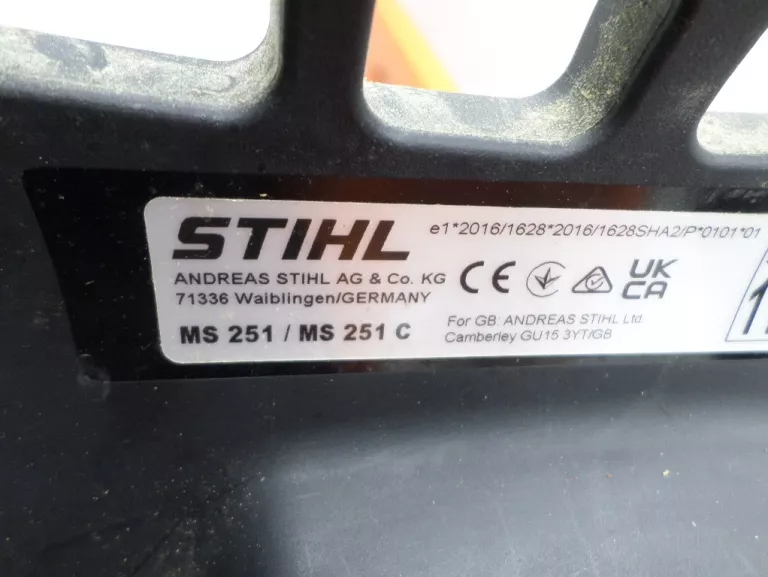 STIHL
ANDREAS STIHL AG & Co. KG
71336 Waiblingen/GERMANY
MS 251 / MS 251 C
e1*2016/1628*2016/1628SHA2/P*0101*01
CE
UK
CA
For GB: ANDREAS STIHL Ltd.
Camberley GU15 3YT/GB